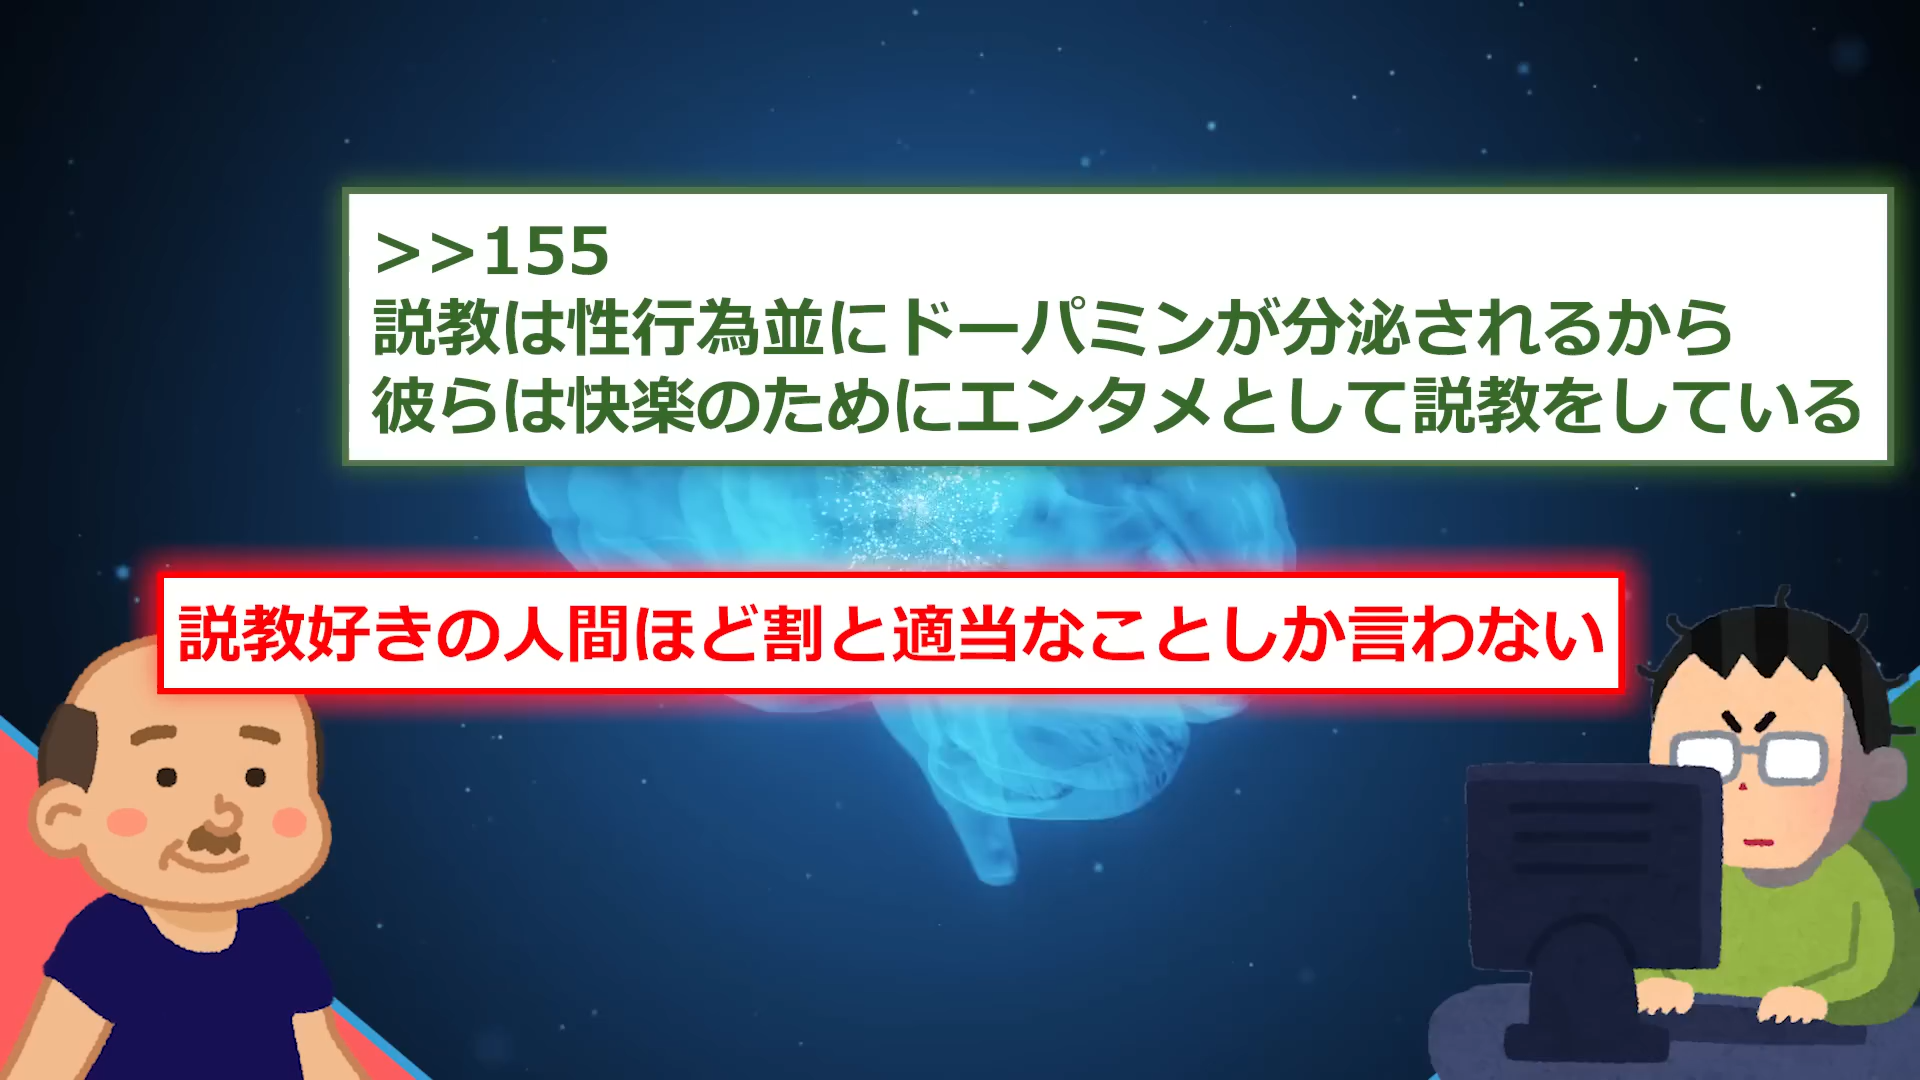 >>155
説教は性行為並にドーパミンが分泌されるから
彼らは快楽のためにエンタメとして説教をしている
説教好きの人間ほど割と適当なことしか言わない